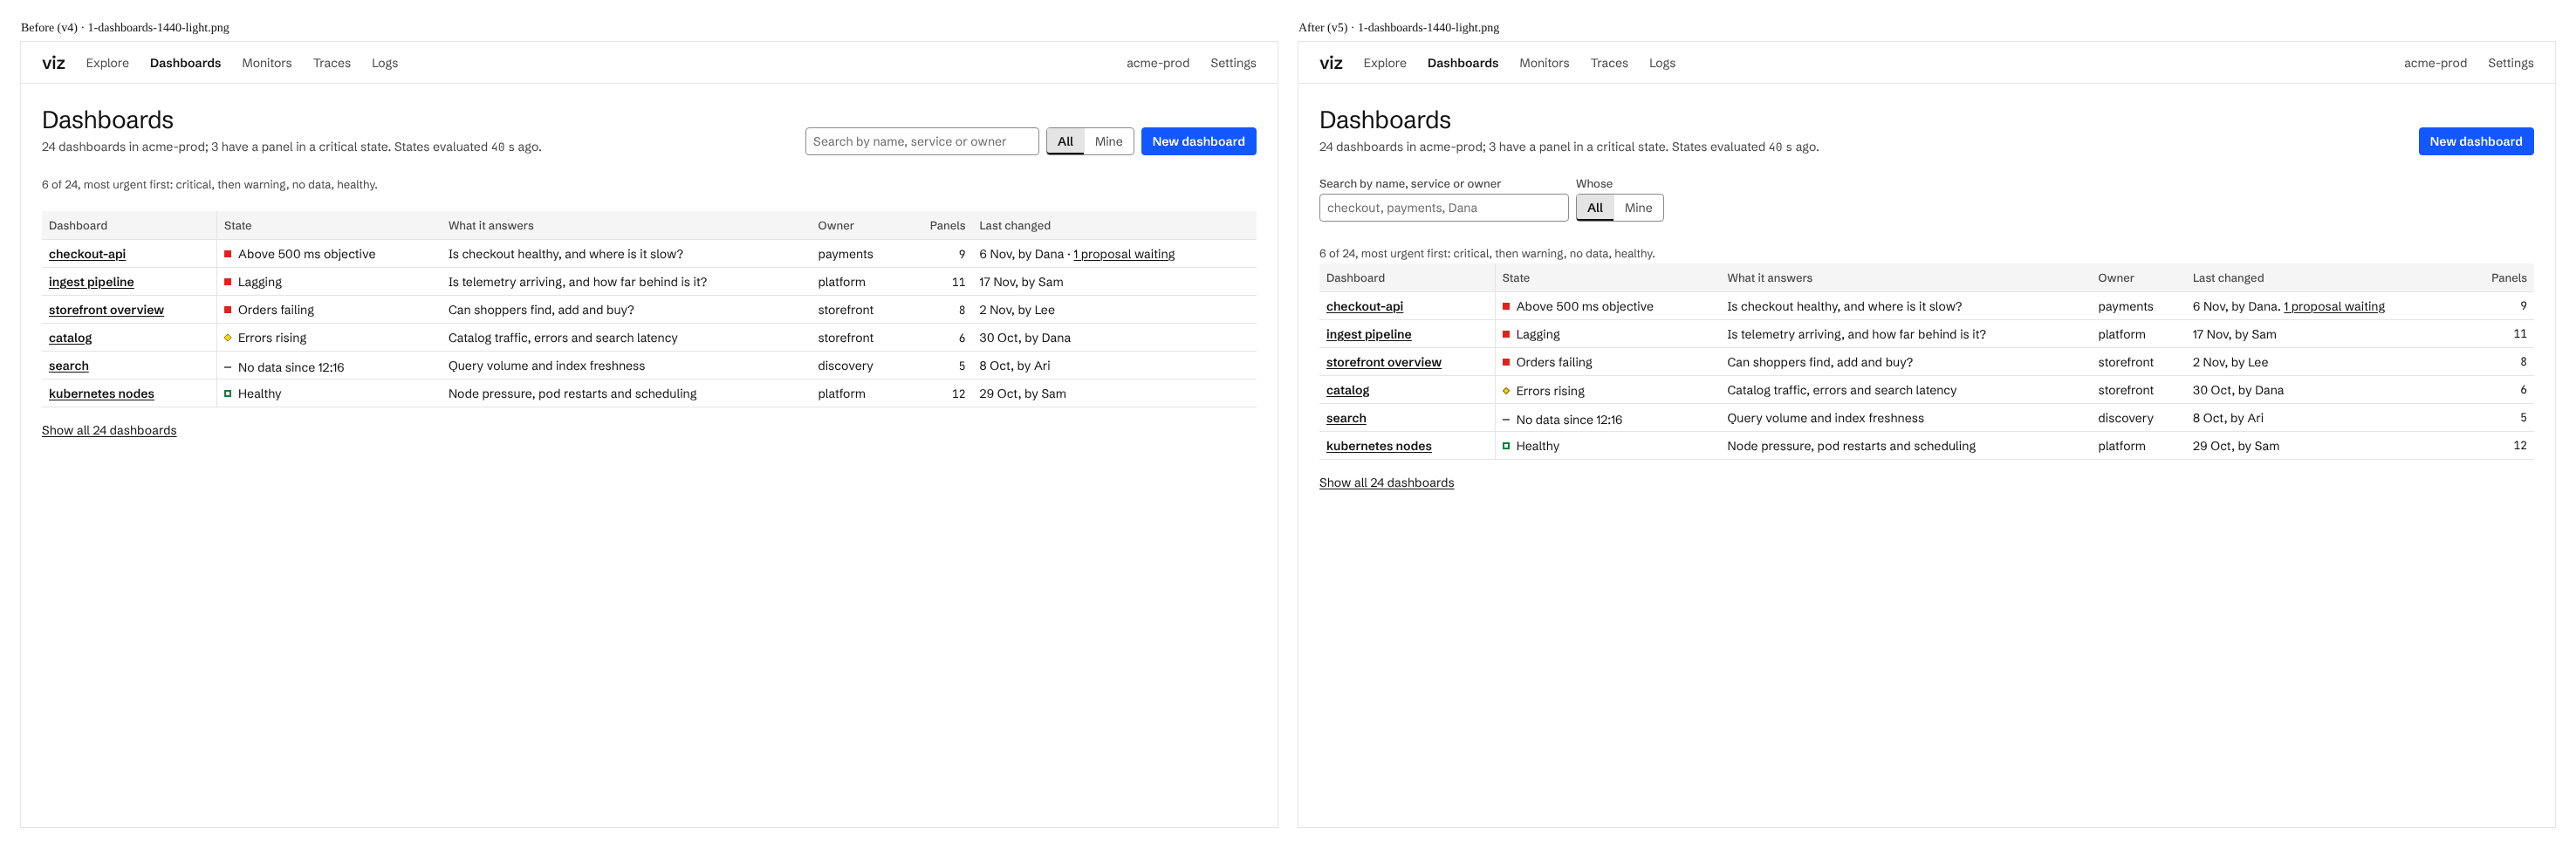 Before (v4) · 1-dashboards-1440-light.png
viz Explore Dashboards Monitors Traces Logs acme-prod Settings
Dashboards
24 dashboards in acme-prod; 3 have a panel in a critical state. States evaluated 40 s ago.
Search by name, service or owner All Mine New dashboard
6 of 24, most urgent first: critical, then warning, no data, healthy.
Dashboard State What it answers Owner Panels Last changed
checkout-api Above 500 ms objective Is checkout healthy, and where is it slow? payments 9 6 Nov, by Dana · 1 proposal waiting
ingest pipeline Lagging Is telemetry arriving, and how far behind is it? platform 11 17 Nov, by Sam
storefront overview Orders failing Can shoppers find, add and buy? storefront 8 2 Nov, by Lee
catalog Errors rising Catalog traffic, errors and search latency storefront 6 30 Oct, by Dana
search No data since 12:16 Query volume and index freshness discovery 5 8 Oct, by Ari
kubernetes nodes Healthy Node pressure, pod restarts and scheduling platform 12 29 Oct, by Sam
Show all 24 dashboards
After (v5) · 1-dashboards-1440-light.png
viz Explore Dashboards Monitors Traces Logs acme-prod Settings
Dashboards
24 dashboards in acme-prod; 3 have a panel in a critical state. States evaluated 40 s ago.
New dashboard
Search by name, service or owner Whose
checkout, payments, Dana All Mine
6 of 24, most urgent first: critical, then warning, no data, healthy.
Dashboard State What it answers Owner Last changed Panels
checkout-api Above 500 ms objective Is checkout healthy, and where is it slow? payments 6 Nov, by Dana. 1 proposal waiting 9
ingest pipeline Lagging Is telemetry arriving, and how far behind is it? platform 17 Nov, by Sam 11
storefront overview Orders failing Can shoppers find, add and buy? storefront 2 Nov, by Lee 8
catalog Errors rising Catalog traffic, errors and search latency storefront 30 Oct, by Dana 6
search No data since 12:16 Query volume and index freshness discovery 8 Oct, by Ari 5
kubernetes nodes Healthy Node pressure, pod restarts and scheduling platform 29 Oct, by Sam 12
Show all 24 dashboards